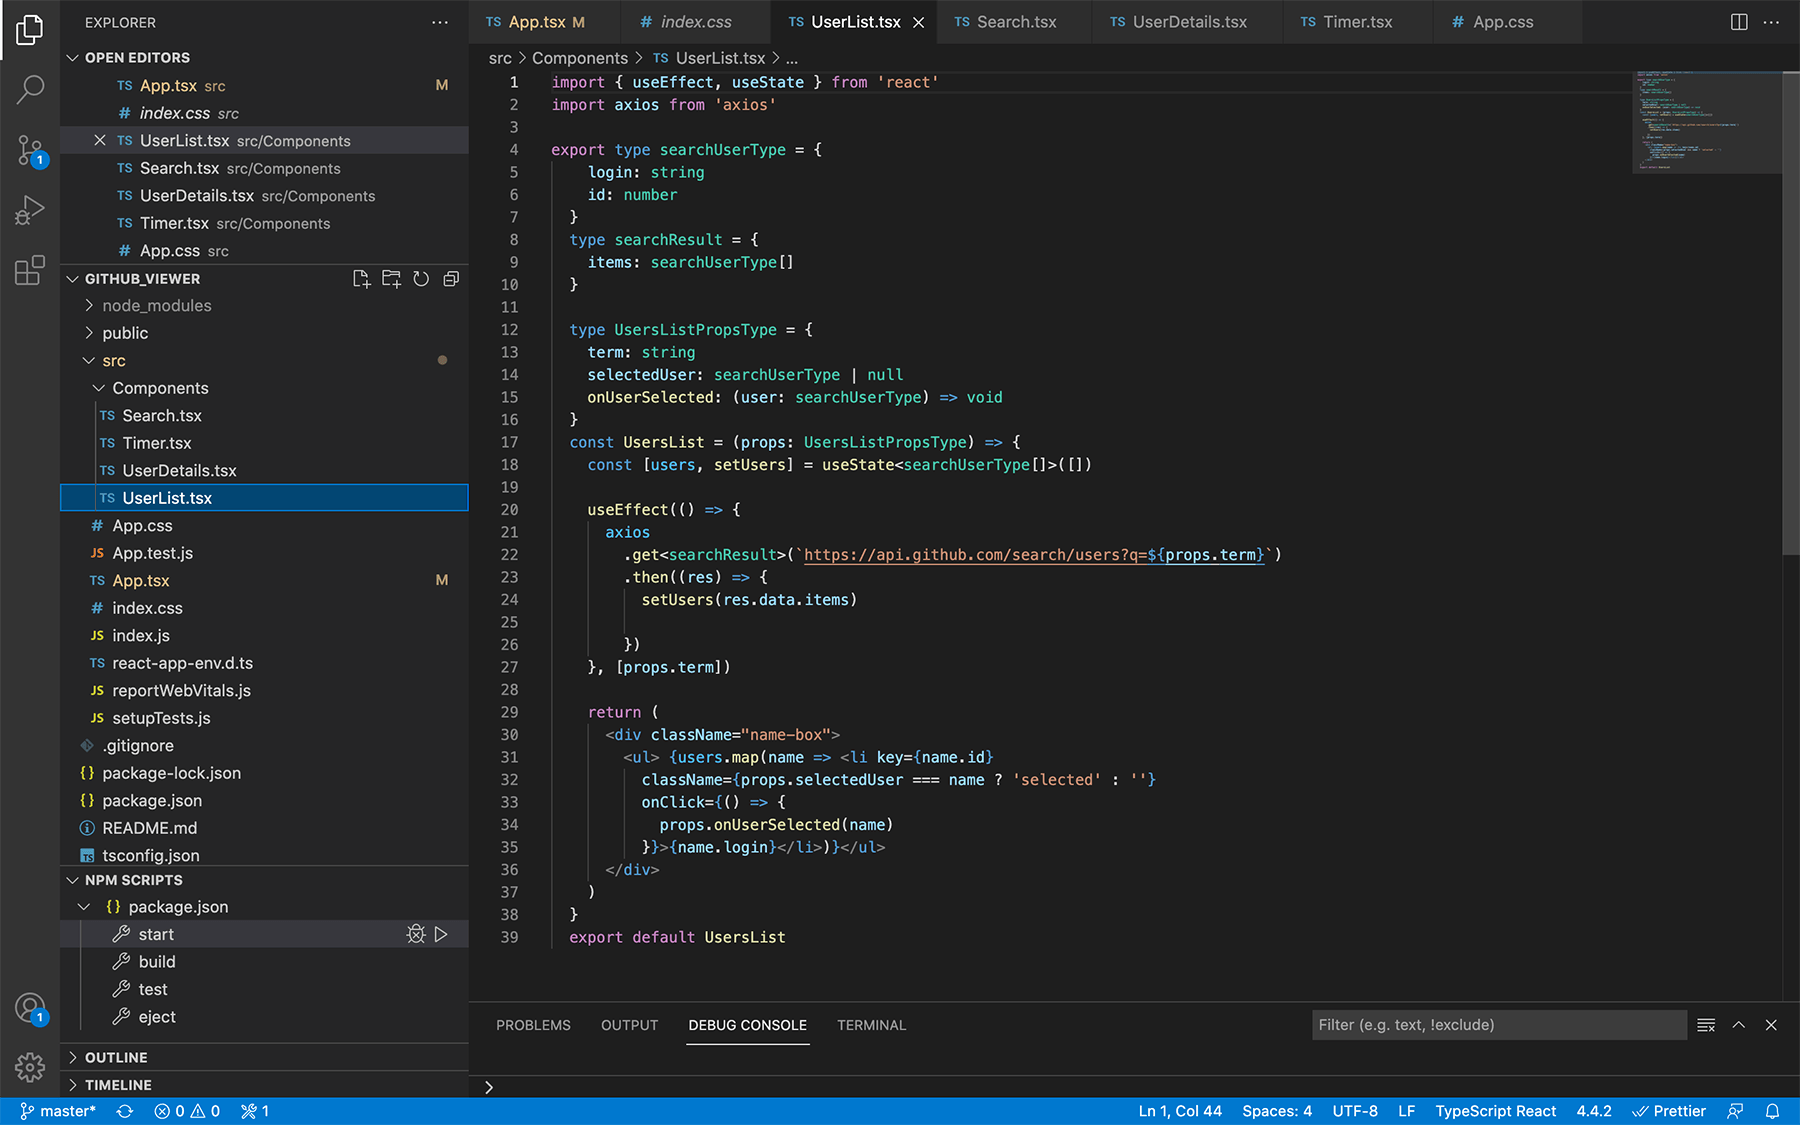 EXPLORER
OPEN EDITORS
TS App.tsx src M
# index.css src
TS UserList.tsx src/Components
TS Search.tsx src/Components
TS UserDetails.tsx src/Components
TS Timer.tsx src/Components
# App.css src
GITHUB_VIEWER
node_modules
public
src
Components
TS Search.tsx
TS Timer.tsx
TS UserDetails.tsx
TS UserList.tsx
# App.css
JS App.test.js
TS App.tsx M
# index.css
JS index.js
TS react-app-env.d.ts
JS reportWebVitals.js
JS setupTests.js
.gitignore
{} package-lock.json
{} package.json
README.md
TS tsconfig.json
NPM SCRIPTS
{} package.json
start
build
test
eject
OUTLINE
TIMELINE
1
1
TS App.tsx M # index.css TS UserList.tsx TS Search.tsx TS UserDetails.tsx TS Timer.tsx # App.css
src > Components > TS UserList.tsx > ...
1 import { useEffect, useState } from 'react'
2 import axios from 'axios'
3
4 export type searchUserType = {
5 login: string
6 id: number
7 }
8 type searchResult = {
9 items: searchUserType[]
10 }
11
12 type UsersListPropsType = {
13 term: string
14 selectedUser: searchUserType | null
15 onUserSelected: (user: searchUserType) => void
16 }
17 const UsersList = (props: UsersListPropsType) => {
18 const [users, setUsers] = useState<searchUserType[]>([])
19
20 useEffect(() => {
21 axios
22 .get<searchResult>(`https://api.github.com/search/users?q=${props.term}`)
23 .then((res) => {
24 setUsers(res.data.items)
25
26 })
27 }, [props.term])
28
29 return (
30 <div className="name-box">
31 <ul> {users.map(name => <li key={name.id}
32 className={props.selectedUser === name ? 'selected' : ''}
33 onClick={() => {
34 props.onUserSelected(name)
35 }}>{name.login}</li>)}</ul>
36 </div>
37 )
38 }
39 export default UsersList
PROBLEMS OUTPUT DEBUG CONSOLE TERMINAL Filter (e.g. text, !exclude)
>
master* 0 0 1 Ln 1, Col 44 Spaces: 4 UTF-8 LF TypeScript React 4.4.2 Prettier